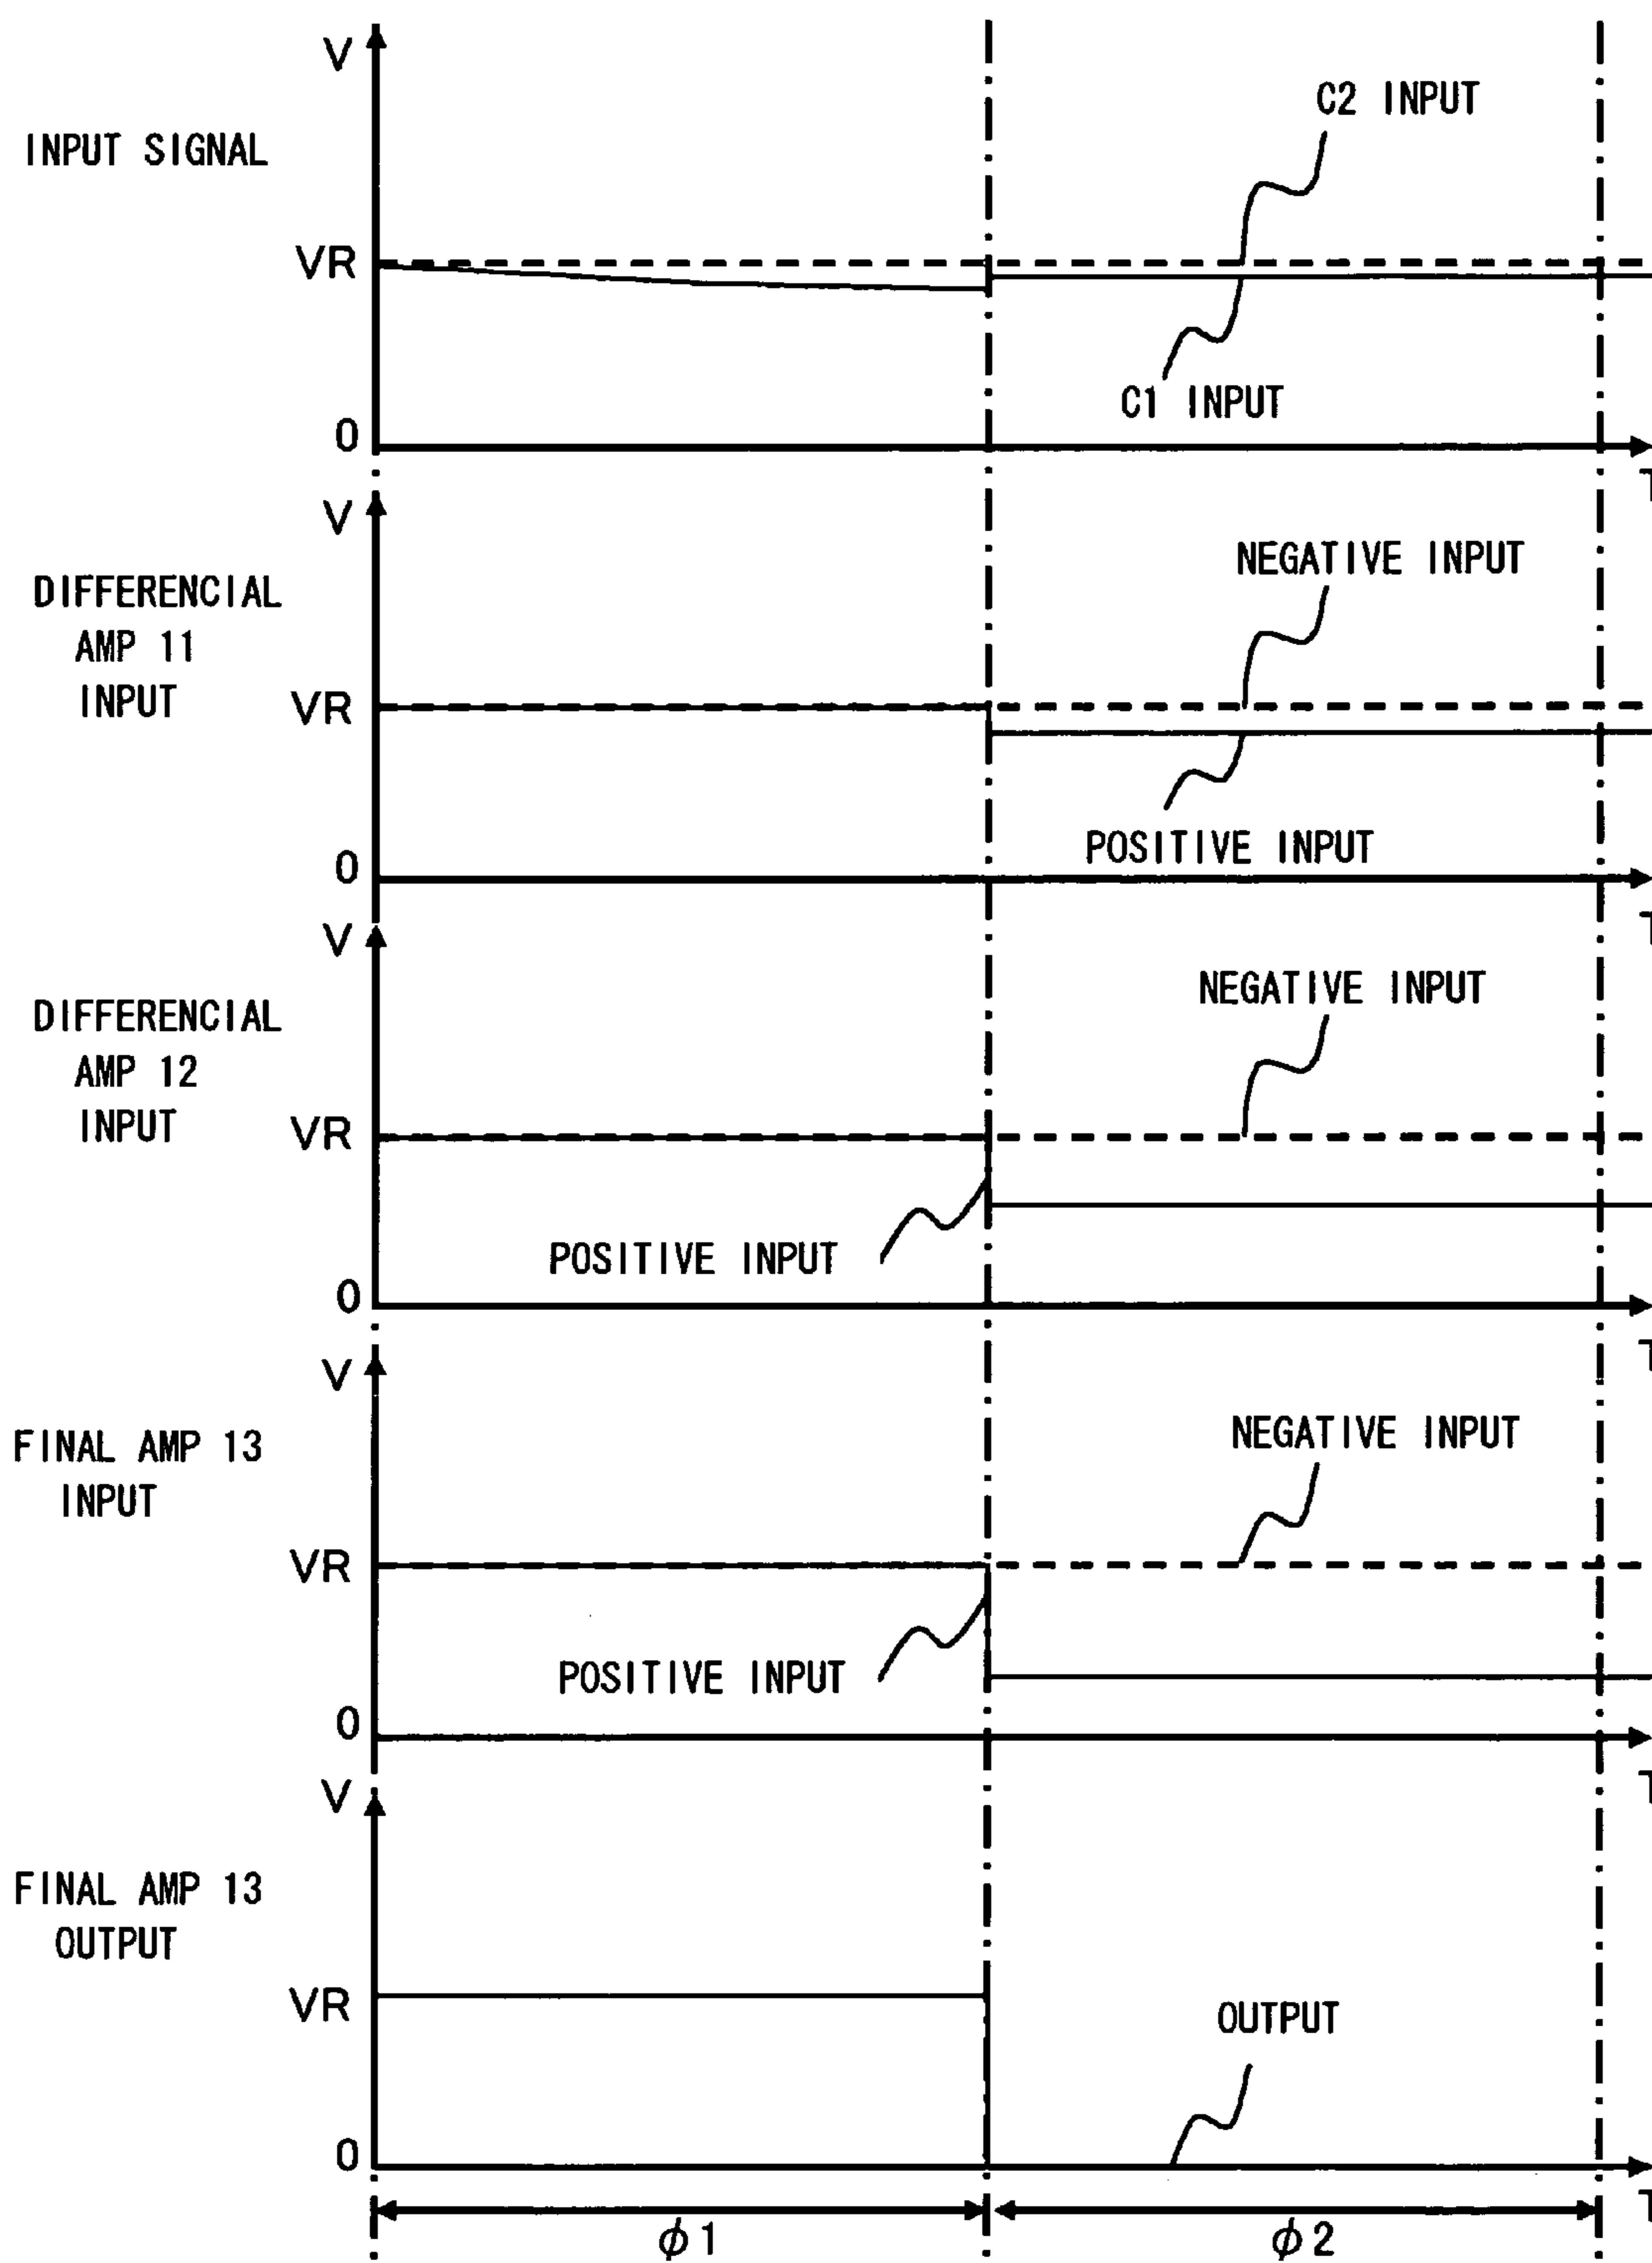 V
C2 INPUT
INPUT SIGNAL
VR
C1 INPUT
0
T
V
NEGATIVE INPUT
DIFFERENCIAL
AMP 11
INPUT
VR
POSITIVE INPUT
0
T
V
NEGATIVE INPUT
DIFFERENCIAL
AMP 12
INPUT
VR
POSITIVE INPUT
0
T
V
NEGATIVE INPUT
FINAL AMP 13
INPUT
VR
POSITIVE INPUT
0
T
V
FINAL AMP 13
OUTPUT
VR
OUTPUT
0
T
φ1
φ2